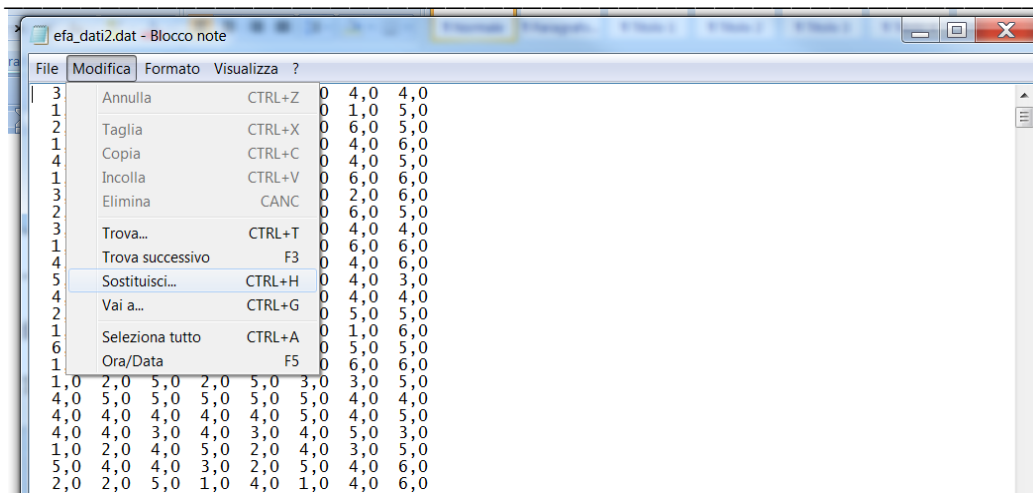 efa_dati2.dat - Blocco note
File Modifica Formato Visualizza ?
Annulla CTRL+Z
Taglia CTRL+X
Copia CTRL+C
Incolla CTRL+V
Elimina CANC
Trova... CTRL+T
Trova successivo F3
Sostituisci... CTRL+H
Vai a... CTRL+G
Seleziona tutto CTRL+A
Ora/Data F5
3 0 4,0 4,0
1 0 1,0 5,0
2 0 6,0 5,0
1 0 4,0 6,0
4 0 4,0 5,0
1 0 6,0 6,0
3 0 2,0 6,0
2 0 6,0 5,0
3 0 4,0 4,0
1 0 6,0 6,0
4 0 4,0 6,0
5 0 4,0 3,0
4 0 4,0 4,0
2 0 5,0 5,0
1 0 1,0 6,0
6 0 5,0 5,0
1 0 6,0 6,0
1,0 2,0 5,0 2,0 5,0 3,0 3,0 5,0
4,0 5,0 5,0 5,0 5,0 5,0 4,0 4,0
4,0 4,0 4,0 4,0 4,0 5,0 4,0 5,0
4,0 4,0 3,0 4,0 3,0 4,0 5,0 3,0
1,0 2,0 4,0 5,0 2,0 4,0 3,0 5,0
5,0 4,0 4,0 3,0 2,0 5,0 4,0 6,0
2,0 2,0 5,0 1,0 4,0 1,0 4,0 6,0